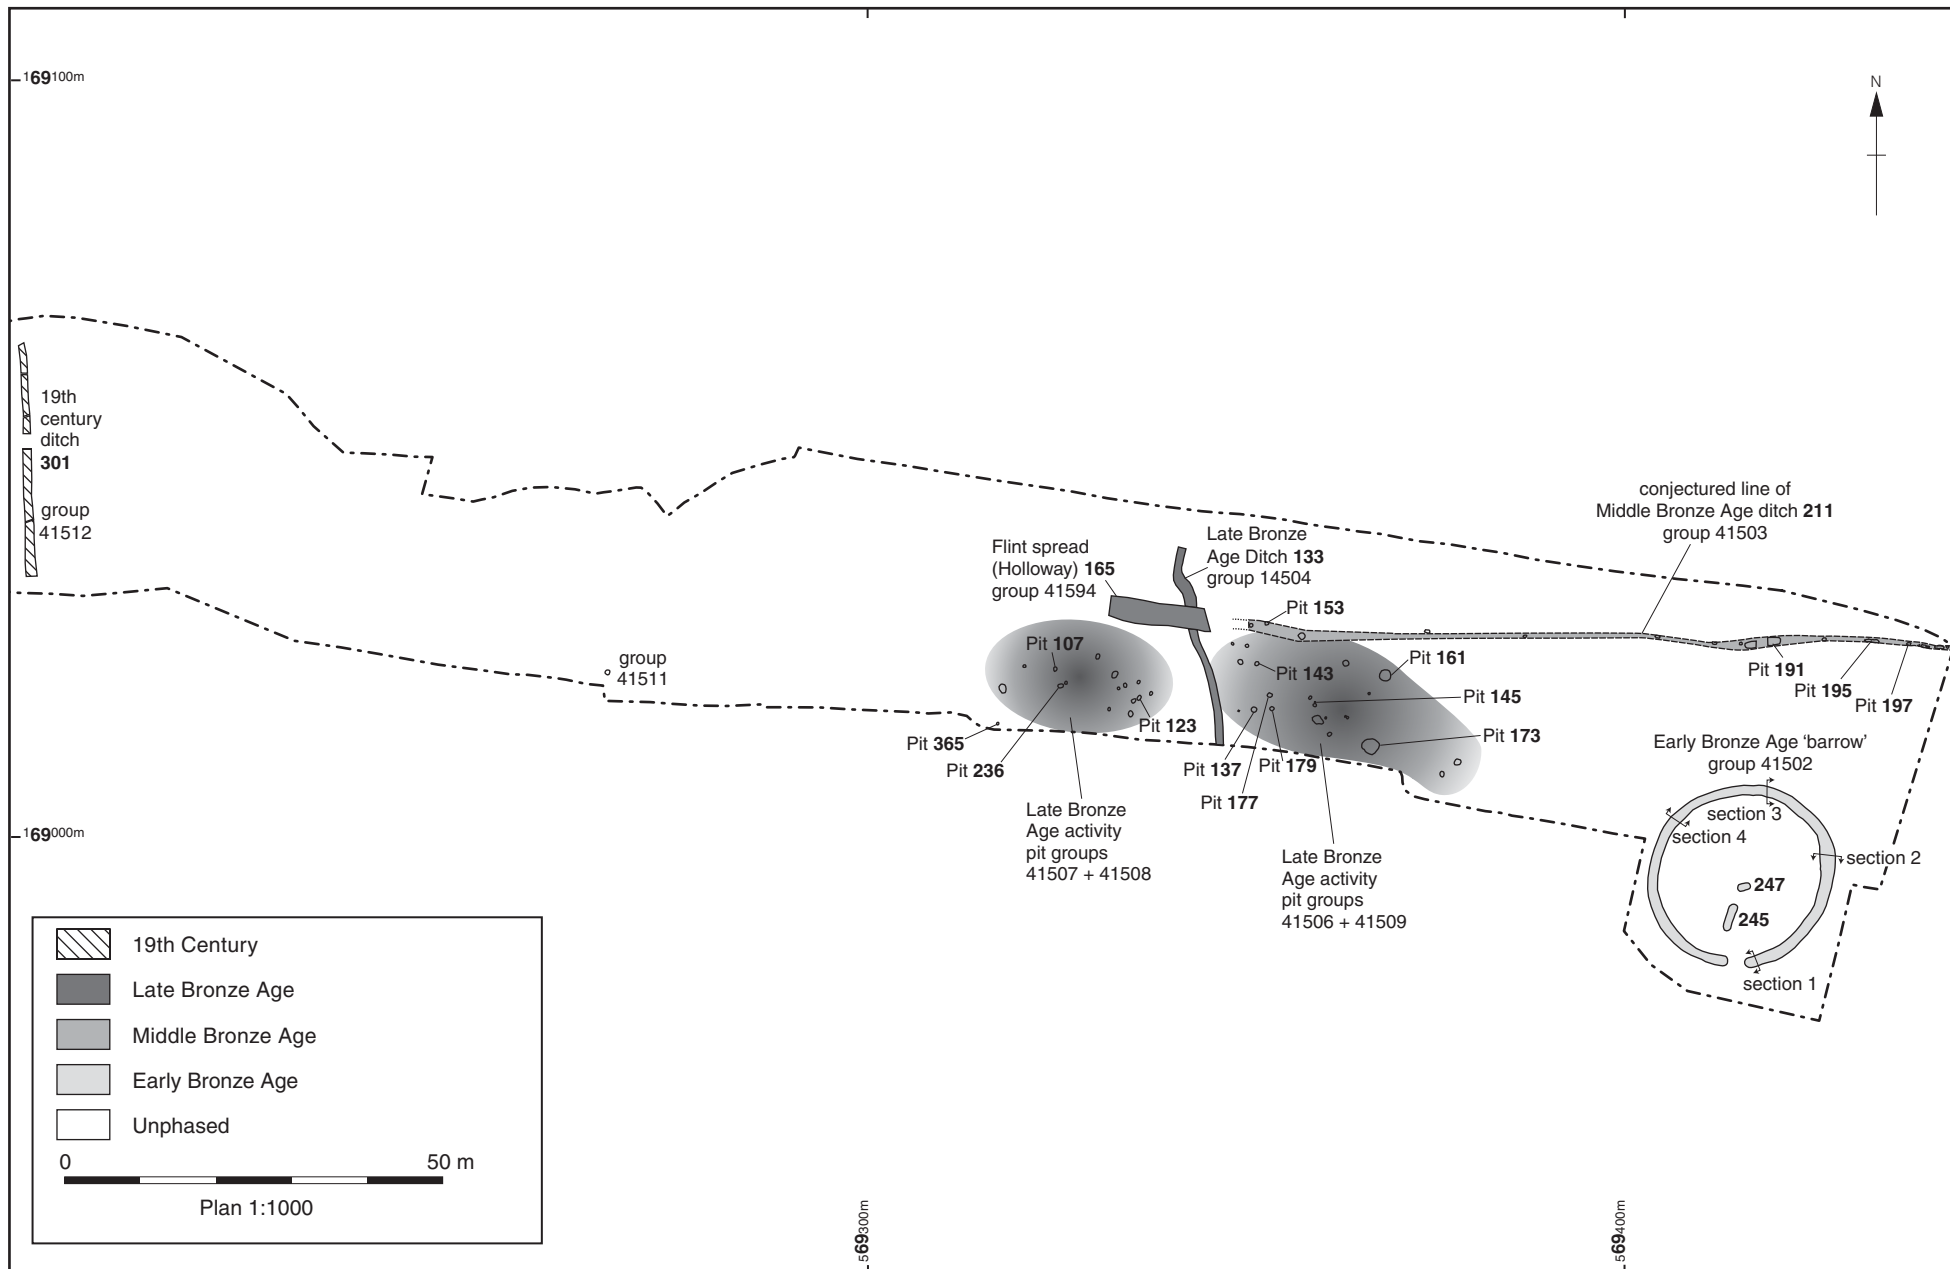 169100m
N
19th
century
ditch
301
group
41512
conjectured line of
Middle Bronze Age ditch 211
group 41503
Late Bronze
Age Ditch 133
group 14504
Flint spread
(Holloway) 165
group 41594
Pit 153
Pit 107
group
41511
Pit 143
Pit 161
Pit 191
Pit 195
Pit 197
Pit 145
Pit 123
Pit 365
Pit 236
Pit 137
Pit 179
Pit 177
Pit 173
Early Bronze Age ‘barrow’
group 41502
section 3
section 4
section 2
247
245
section 1
169000m
Late Bronze
Age activity
pit groups
41507 + 41508
Late Bronze
Age activity
pit groups
41506 + 41509
19th Century
Late Bronze Age
Middle Bronze Age
Early Bronze Age
Unphased
0 50 m
Plan 1:1000
569300m
569400m